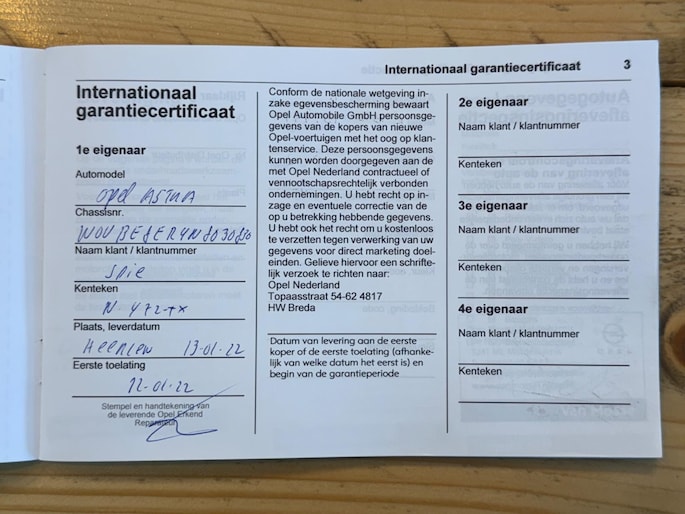 Internationaal garantiecertificaat 3
Internationaal
garantiecertificaat
1e eigenaar
Automodel
Opel ASTRA
Chassisnr.
Naam klant / klantnummer
Spie
Kenteken
N 472-TX
Plaats, leverdatum
HEERLEN 13-01-22
Eerste toelating
12-01-22
Stempel en handtekening van
de leverende Opel Erkend
Reparateur
Conform de nationale wetgeving in-
zake egevensbescherming bewaart
Opel Automobile GmbH persoonsge-
gevens van de kopers van nieuwe
Opel-voertuigen met het oog op klan-
tenservice. Deze persoonsgegevens
kunnen worden doorgegeven aan de
met Opel Nederland contractueel of
vennootschapsrechtelijk verbonden
ondernemingen. U hebt recht op in-
zage en eventuele correctie van de
op u betrekking hebbende gegevens.
U hebt ook het recht om u kosteloos
te verzetten tegen verwerking van uw
gegevens voor direct marketing doel-
einden. Gelieve hiervoor een schrifte-
lijk verzoek te richten naar:
Opel Nederland
Topaasstraat 54-62 4817
HW Breda
Datum van levering aan de eerste
koper of de eerste toelating (afhanke-
lijk van welke datum het eerst is) en
begin van de garantieperiode
2e eigenaar
Naam klant / klantnummer
Kenteken
3e eigenaar
Naam klant / klantnummer
Kenteken
4e eigenaar
Naam klant / klantnummer
Kenteken